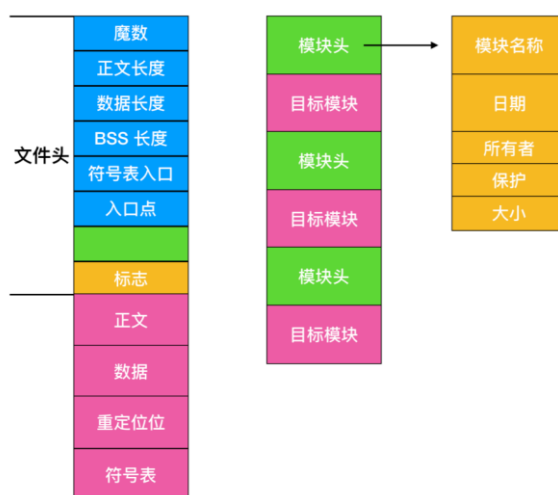 文件头
魔数
正文长度
数据长度
BSS 长度
符号表入口
入口点
标志
正文
数据
重定位位
符号表
模块头
目标模块
模块头
目标模块
模块头
目标模块
模块名称
日期
所有者
保护
大小